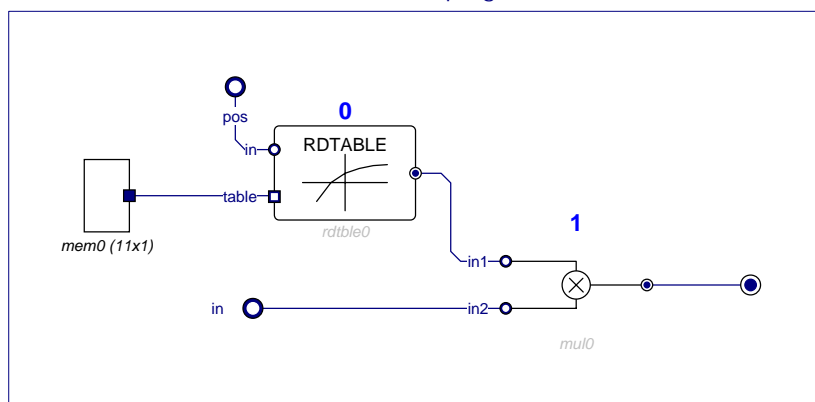 pos
0
in
RDTABLE
table
rdtble0
mem0 (11x1)
1
in1
in
in2
mul0